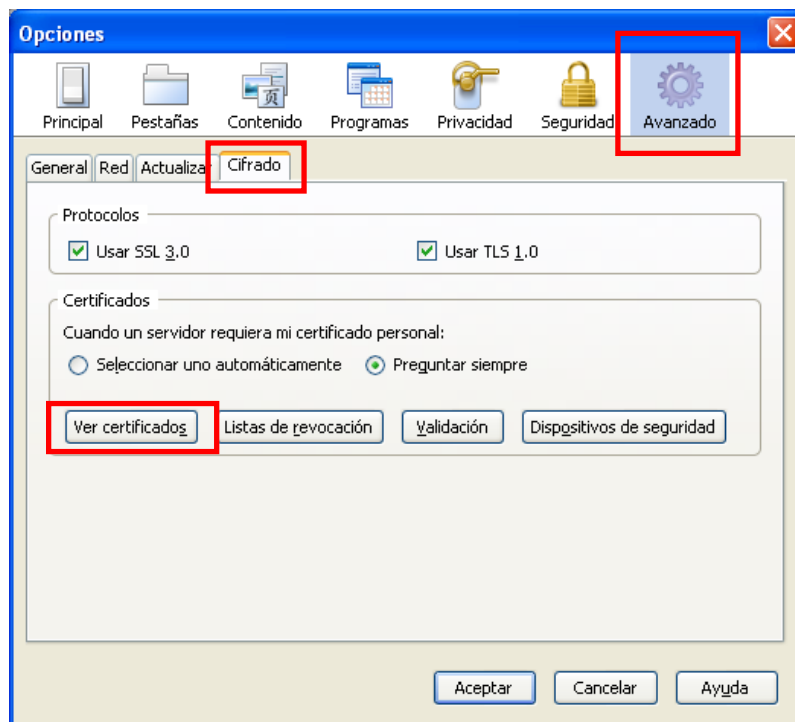 Opciones
Principal Pestañas Contenido Programas Privacidad Seguridad Avanzado
General Red Actualizar Cifrado
Protocolos
Usar SSL 3.0 Usar TLS 1.0
Certificados
Cuando un servidor requiera mi certificado personal:
Seleccionar uno automáticamente Preguntar siempre
Ver certificados Listas de revocación Validación Dispositivos de seguridad
Aceptar Cancelar Ayuda